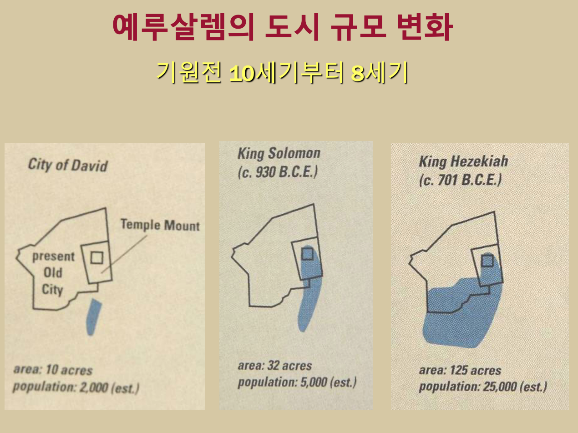 예루살렘의 도시 규모 변화
기원전 10세기부터 8세기
City of David
Temple Mount
present
Old
City
area: 10 acres
population: 2,000 (est.)
King Solomon
(c. 930 B.C.E.)
area: 32 acres
population: 5,000 (est.)
King Hezekiah
(c. 701 B.C.E.)
area: 125 acres
population: 25,000 (est.)